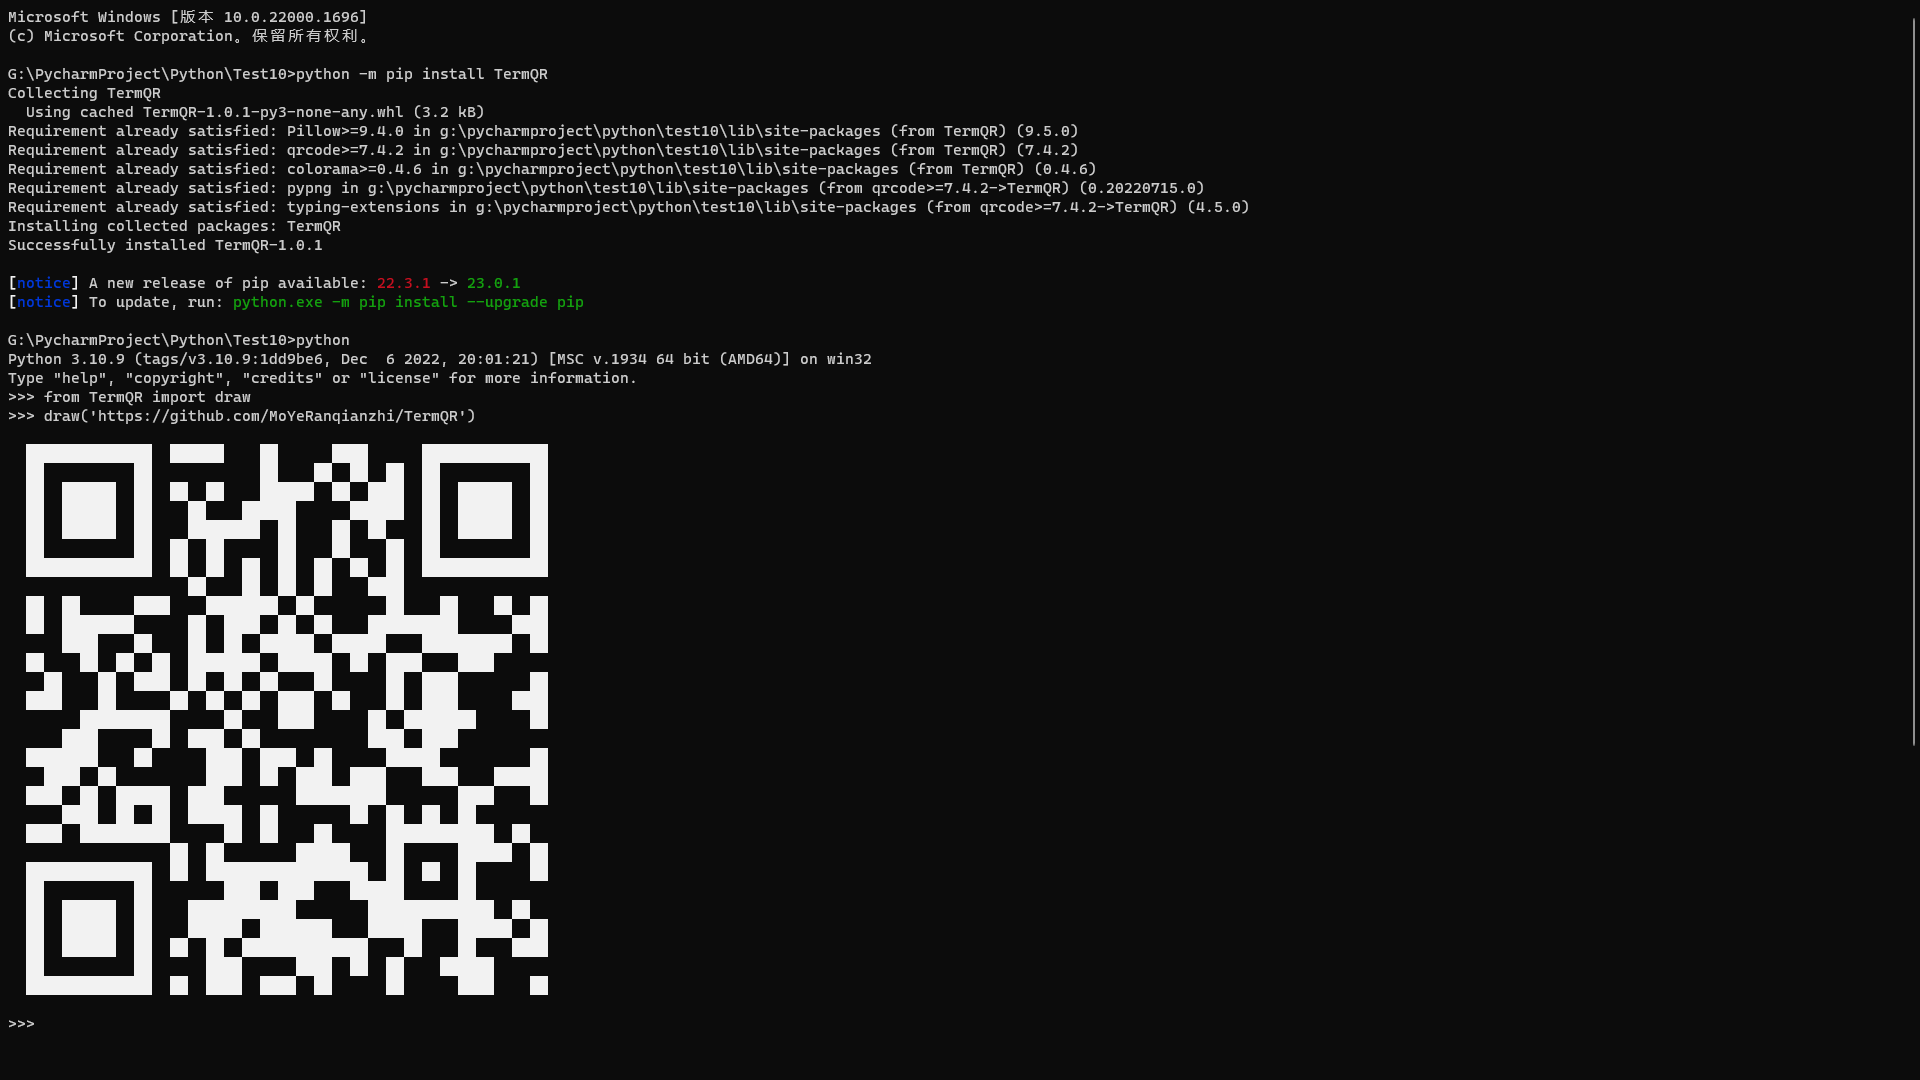 Microsoft Windows [版本 10.0.22000.1696]
(c) Microsoft Corporation。保留所有权利。
G:\PycharmProject\Python\Test10>python -m pip install TermQR
Collecting TermQR
  Using cached TermQR-1.0.1-py3-none-any.whl (3.2 kB)
Requirement already satisfied: Pillow>=9.4.0 in g:\pycharmproject\python\test10\lib\site-packages (from TermQR) (9.5.0)
Requirement already satisfied: qrcode>=7.4.2 in g:\pycharmproject\python\test10\lib\site-packages (from TermQR) (7.4.2)
Requirement already satisfied: colorama>=0.4.6 in g:\pycharmproject\python\test10\lib\site-packages (from TermQR) (0.4.6)
Requirement already satisfied: pypng in g:\pycharmproject\python\test10\lib\site-packages (from qrcode>=7.4.2->TermQR) (0.20220715.0)
Requirement already satisfied: typing-extensions in g:\pycharmproject\python\test10\lib\site-packages (from qrcode>=7.4.2->TermQR) (4.5.0)
Installing collected packages: TermQR
Successfully installed TermQR-1.0.1
[notice] A new release of pip available: 22.3.1 -> 23.0.1
[notice] To update, run: python.exe -m pip install --upgrade pip
G:\PycharmProject\Python\Test10>python
Python 3.10.9 (tags/v3.10.9:1dd9be6, Dec  6 2022, 20:01:21) [MSC v.1934 64 bit (AMD64)] on win32
Type "help", "copyright", "credits" or "license" for more information.
>>> from TermQR import draw
>>> draw('https://github.com/MoYeRanqianzhi/TermQR')
>>>